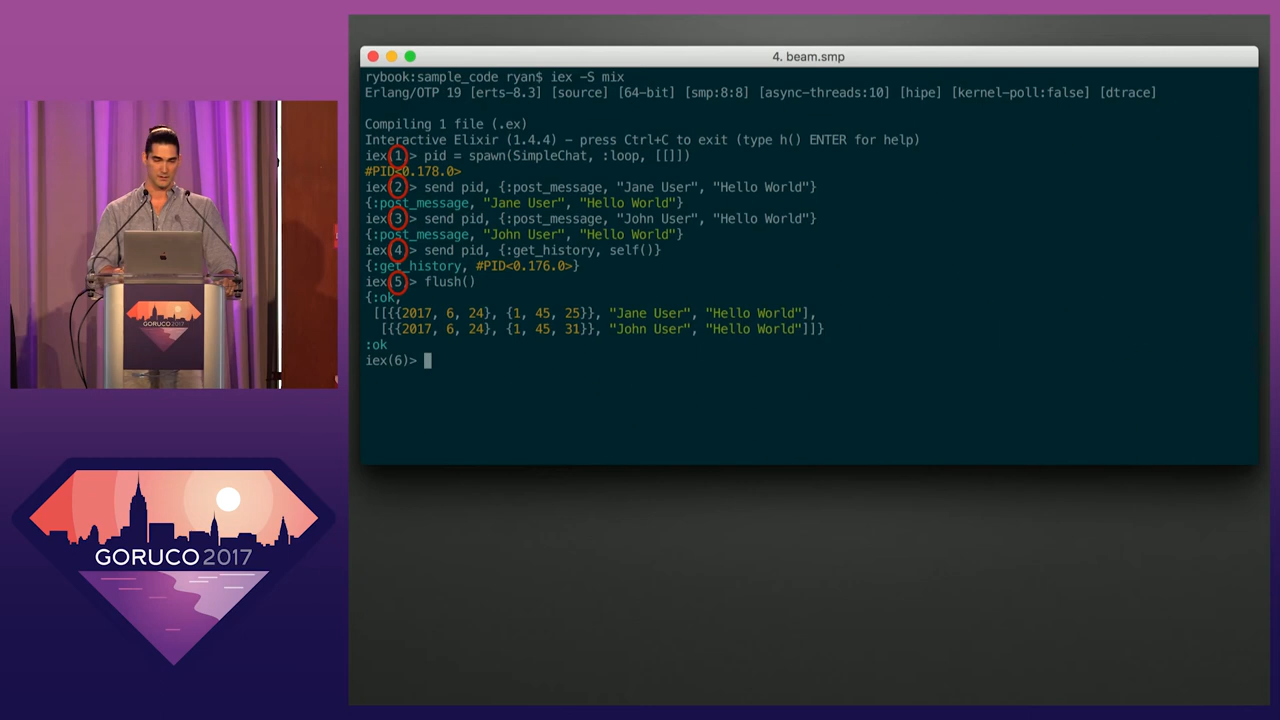 4. beam.smp
rybook:sample_code ryan$ iex -S mix
Erlang/OTP 19 [erts-8.3] [source] [64-bit] [smp:8:8] [async-threads:10] [hipe] [kernel-poll:false] [dtrace]
Compiling 1 file (.ex)
Interactive Elixir (1.4.4) - press Ctrl+C to exit (type h() ENTER for help)
iex(1)> pid = spawn(SimpleChat, :loop, [[]])
#PID<0.178.0>
iex(2)> send pid, {:post_message, "Jane User", "Hello World"}
{:post_message, "Jane User", "Hello World"}
iex(3)> send pid, {:post_message, "John User", "Hello World"}
{:post_message, "John User", "Hello World"}
iex(4)> send pid, {:get_history, self()}
{:get_history, #PID<0.176.0>}
iex(5)> flush()
{:ok,
[[{{2017, 6, 24}, {1, 45, 25}}, "Jane User", "Hello World"],
[{{2017, 6, 24}, {1, 45, 31}}, "John User", "Hello World"]]}
:ok
iex(6)>
GORUCO 2017
GORUCO 2017